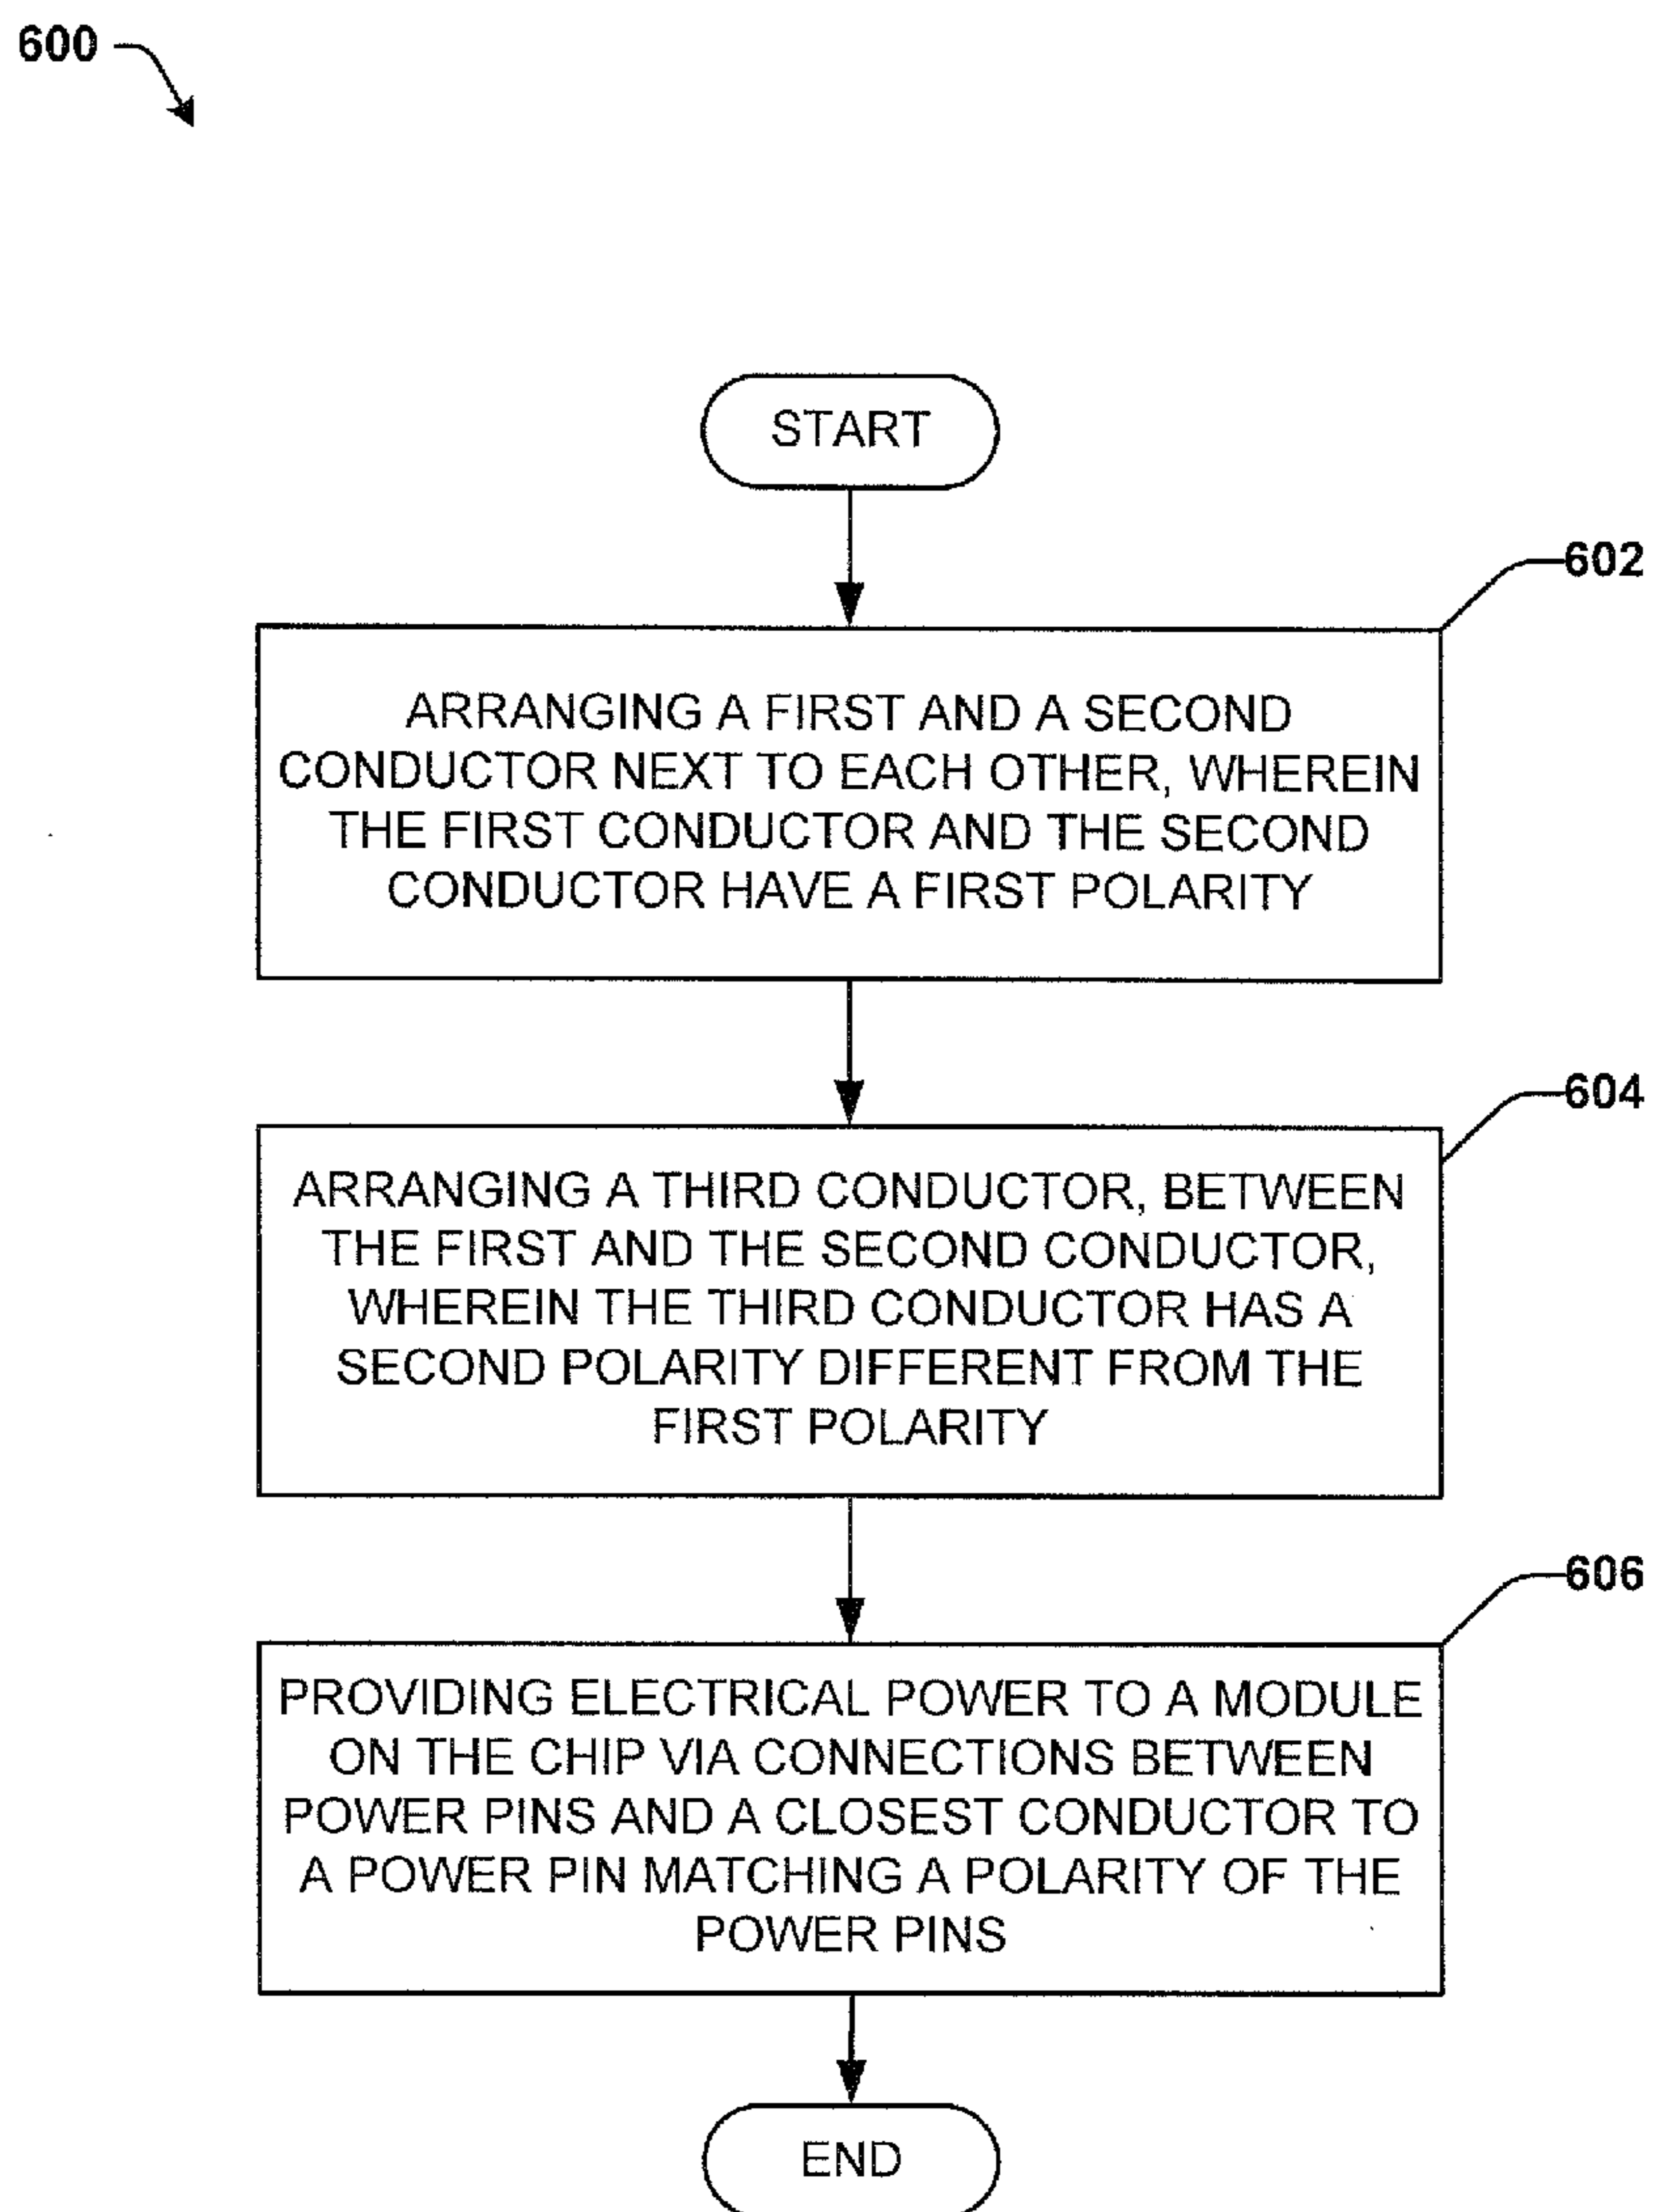 600
START
602
ARRANGING A FIRST AND A SECOND
CONDUCTOR NEXT TO EACH OTHER, WHEREIN
THE FIRST CONDUCTOR AND THE SECOND
CONDUCTOR HAVE A FIRST POLARITY
604
ARRANGING A THIRD CONDUCTOR, BETWEEN
THE FIRST AND THE SECOND CONDUCTOR,
WHEREIN THE THIRD CONDUCTOR HAS A
SECOND POLARITY DIFFERENT FROM THE
FIRST POLARITY
606
PROVIDING ELECTRICAL POWER TO A MODULE
ON THE CHIP VIA CONNECTIONS BETWEEN
POWER PINS AND A CLOSEST CONDUCTOR TO
A POWER PIN MATCHING A POLARITY OF THE
POWER PINS
END